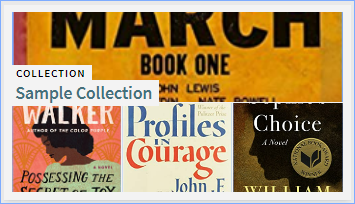 MARCH
BOOK ONE
JOHN LEWIS
COLLECTION
Sample Collection
WALKER
AUTHOR OF THE COLOR PURPLE
A NOVEL
POSSESSING THE
SECRET OF JOY
Profiles
in
Courage
John F
Choice
A Novel
WILLIAM